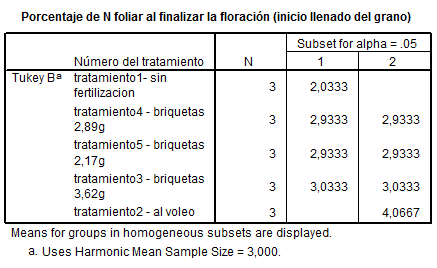 Porcentaje de N foliar al finalizar la floración (inicio llenado del grano)
Subset for alpha = .05
Número del tratamiento N 1 2
Tukey Ba tratamiento1- sin fertilizacion 3 2,0333
tratamiento4 - briquetas 2,89g 3 2,9333 2,9333
tratamiento5 - briquetas 2,17g 3 2,9333 2,9333
tratamiento3 - briquetas 3,62g 3 3,0333 3,0333
tratamiento2 - al voleo 3 4,0667
Means for groups in homogeneous subsets are displayed.
a. Uses Harmonic Mean Sample Size = 3,000.